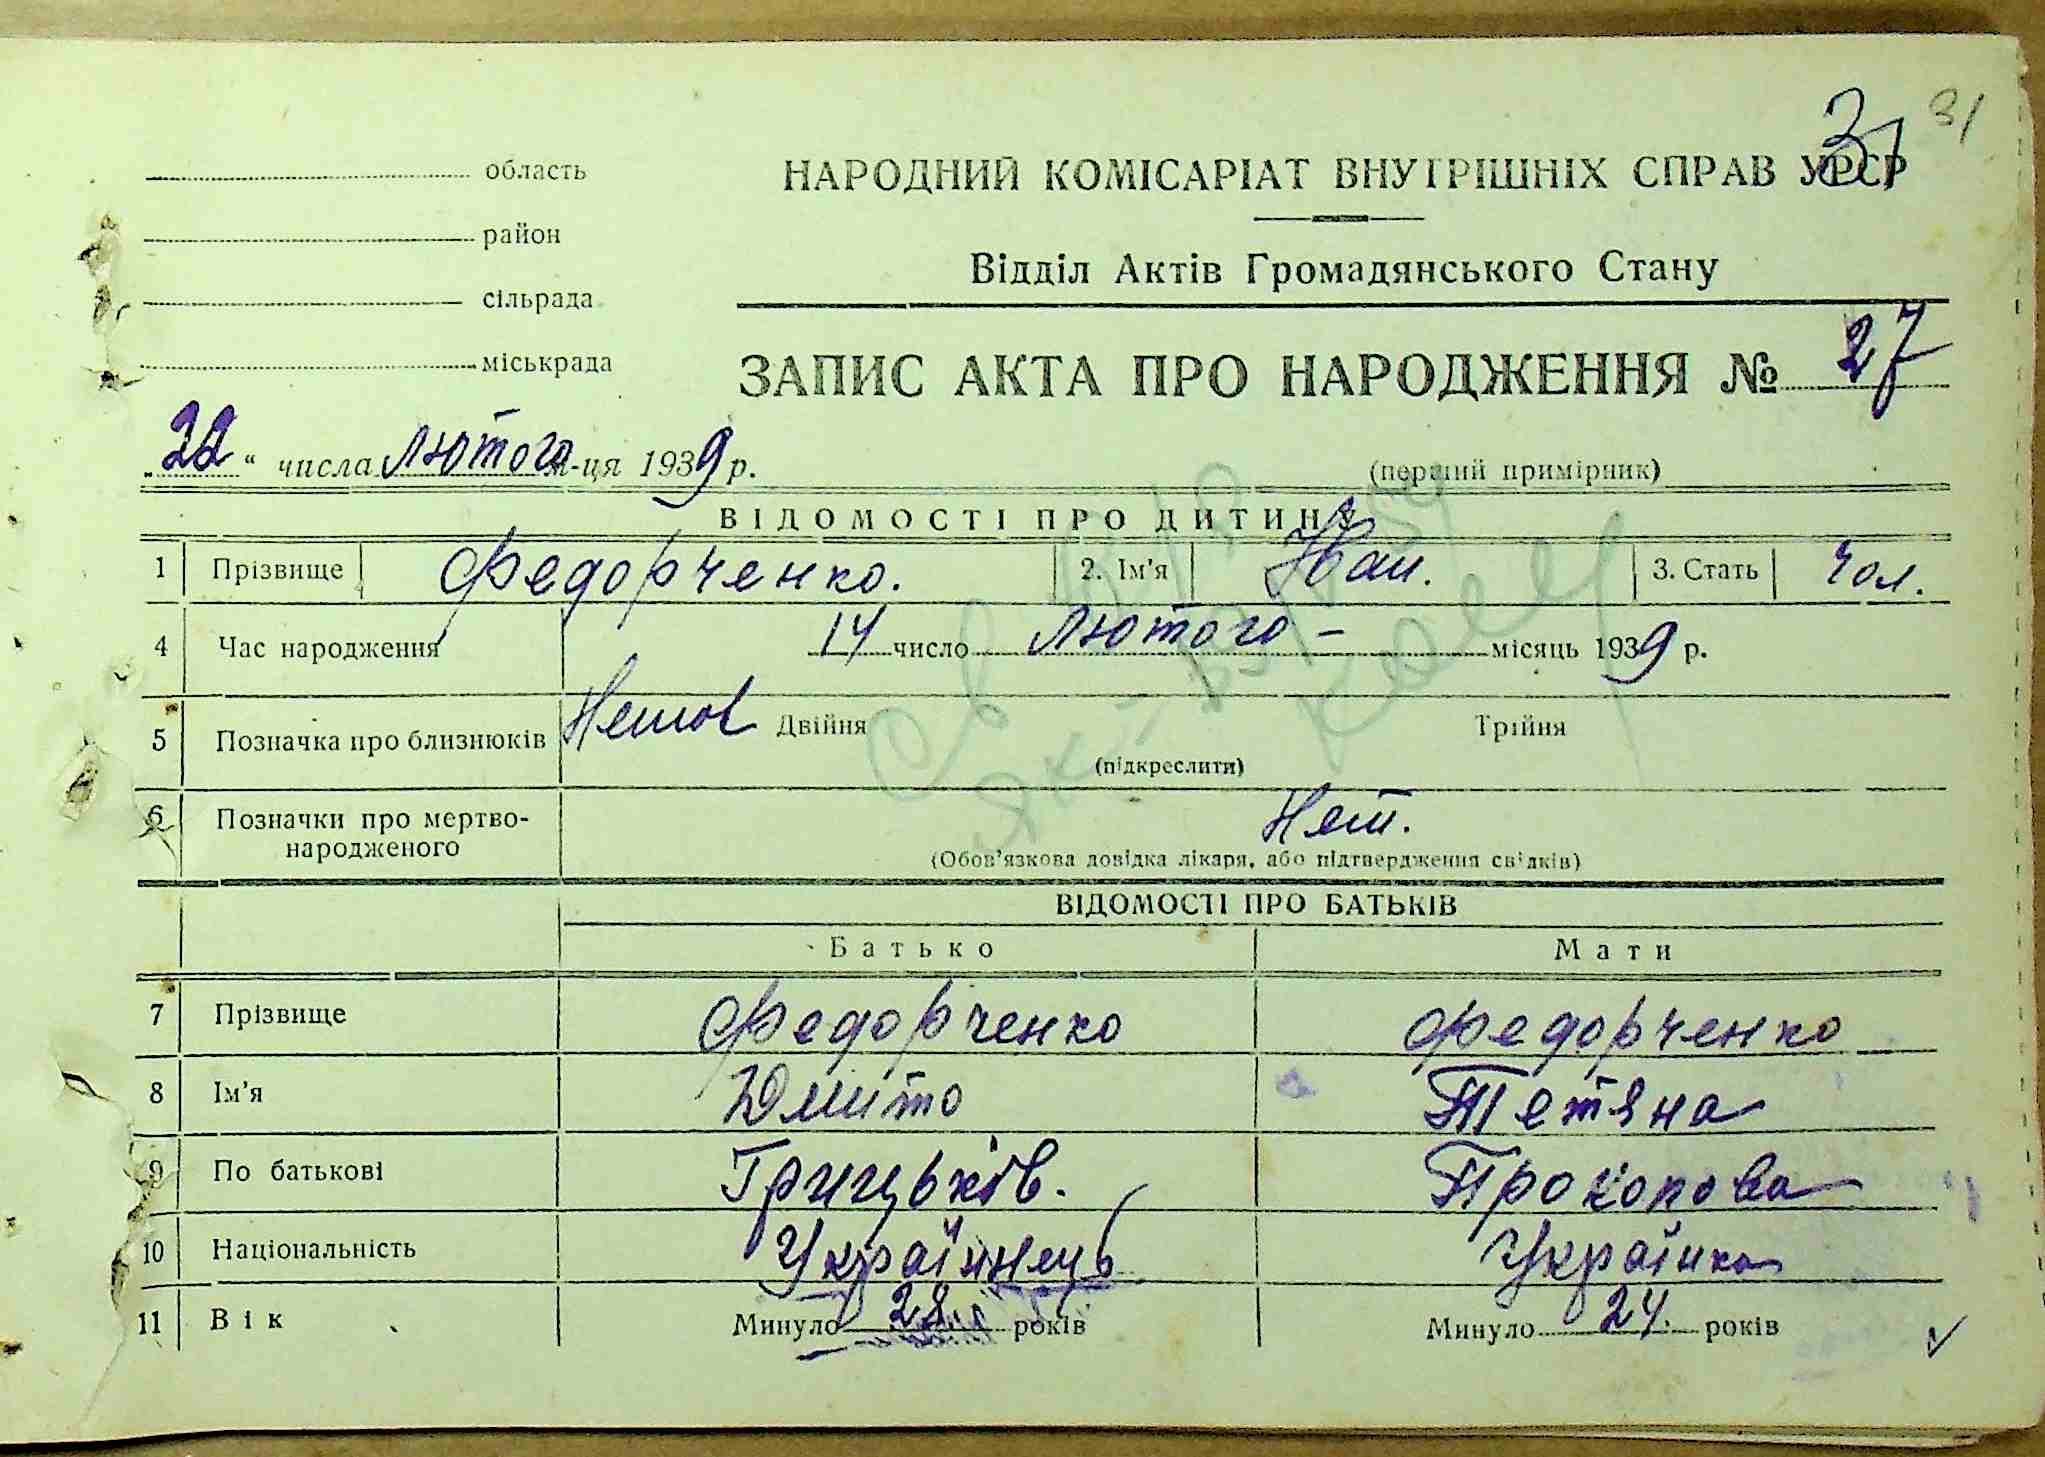 31
31
область
район
сільрада
міськрада
НАРОДНИЙ КОМІСАРІАТ ВНУТРІШНІХ СПРАВ УРСР
Відділ Актів Громадянського Стану
ЗАПИС АКТА ПРО НАРОДЖЕННЯ № 27
„22“ числа лютого м-ця 1939 р.
(перший примірник)
ВІДОМОСТІ ПРО ДИТИНУ
1 Прізвище Федорченко. 2. Ім'я Иван. 3. Стать чол.
4 Час народження 14 число лютого – місяць 1939 р.
5 Позначка про близнюків Двійня Трійня
(підкреслити)
6 Позначки про мертво-
народженого Нет.
(Обов'язкова довідка лікаря, або підтвердження свідків)
ВІДОМОСТІ ПРО БАТЬКІВ
Батько Мати
7 Прізвище Федорченко Федорченко
8 Ім'я Дмито Тетяна
9 По батькові Грицьків. Прокопова
10 Національність Українець Українка
11 Вік Минуло 28 років Минуло 24. років